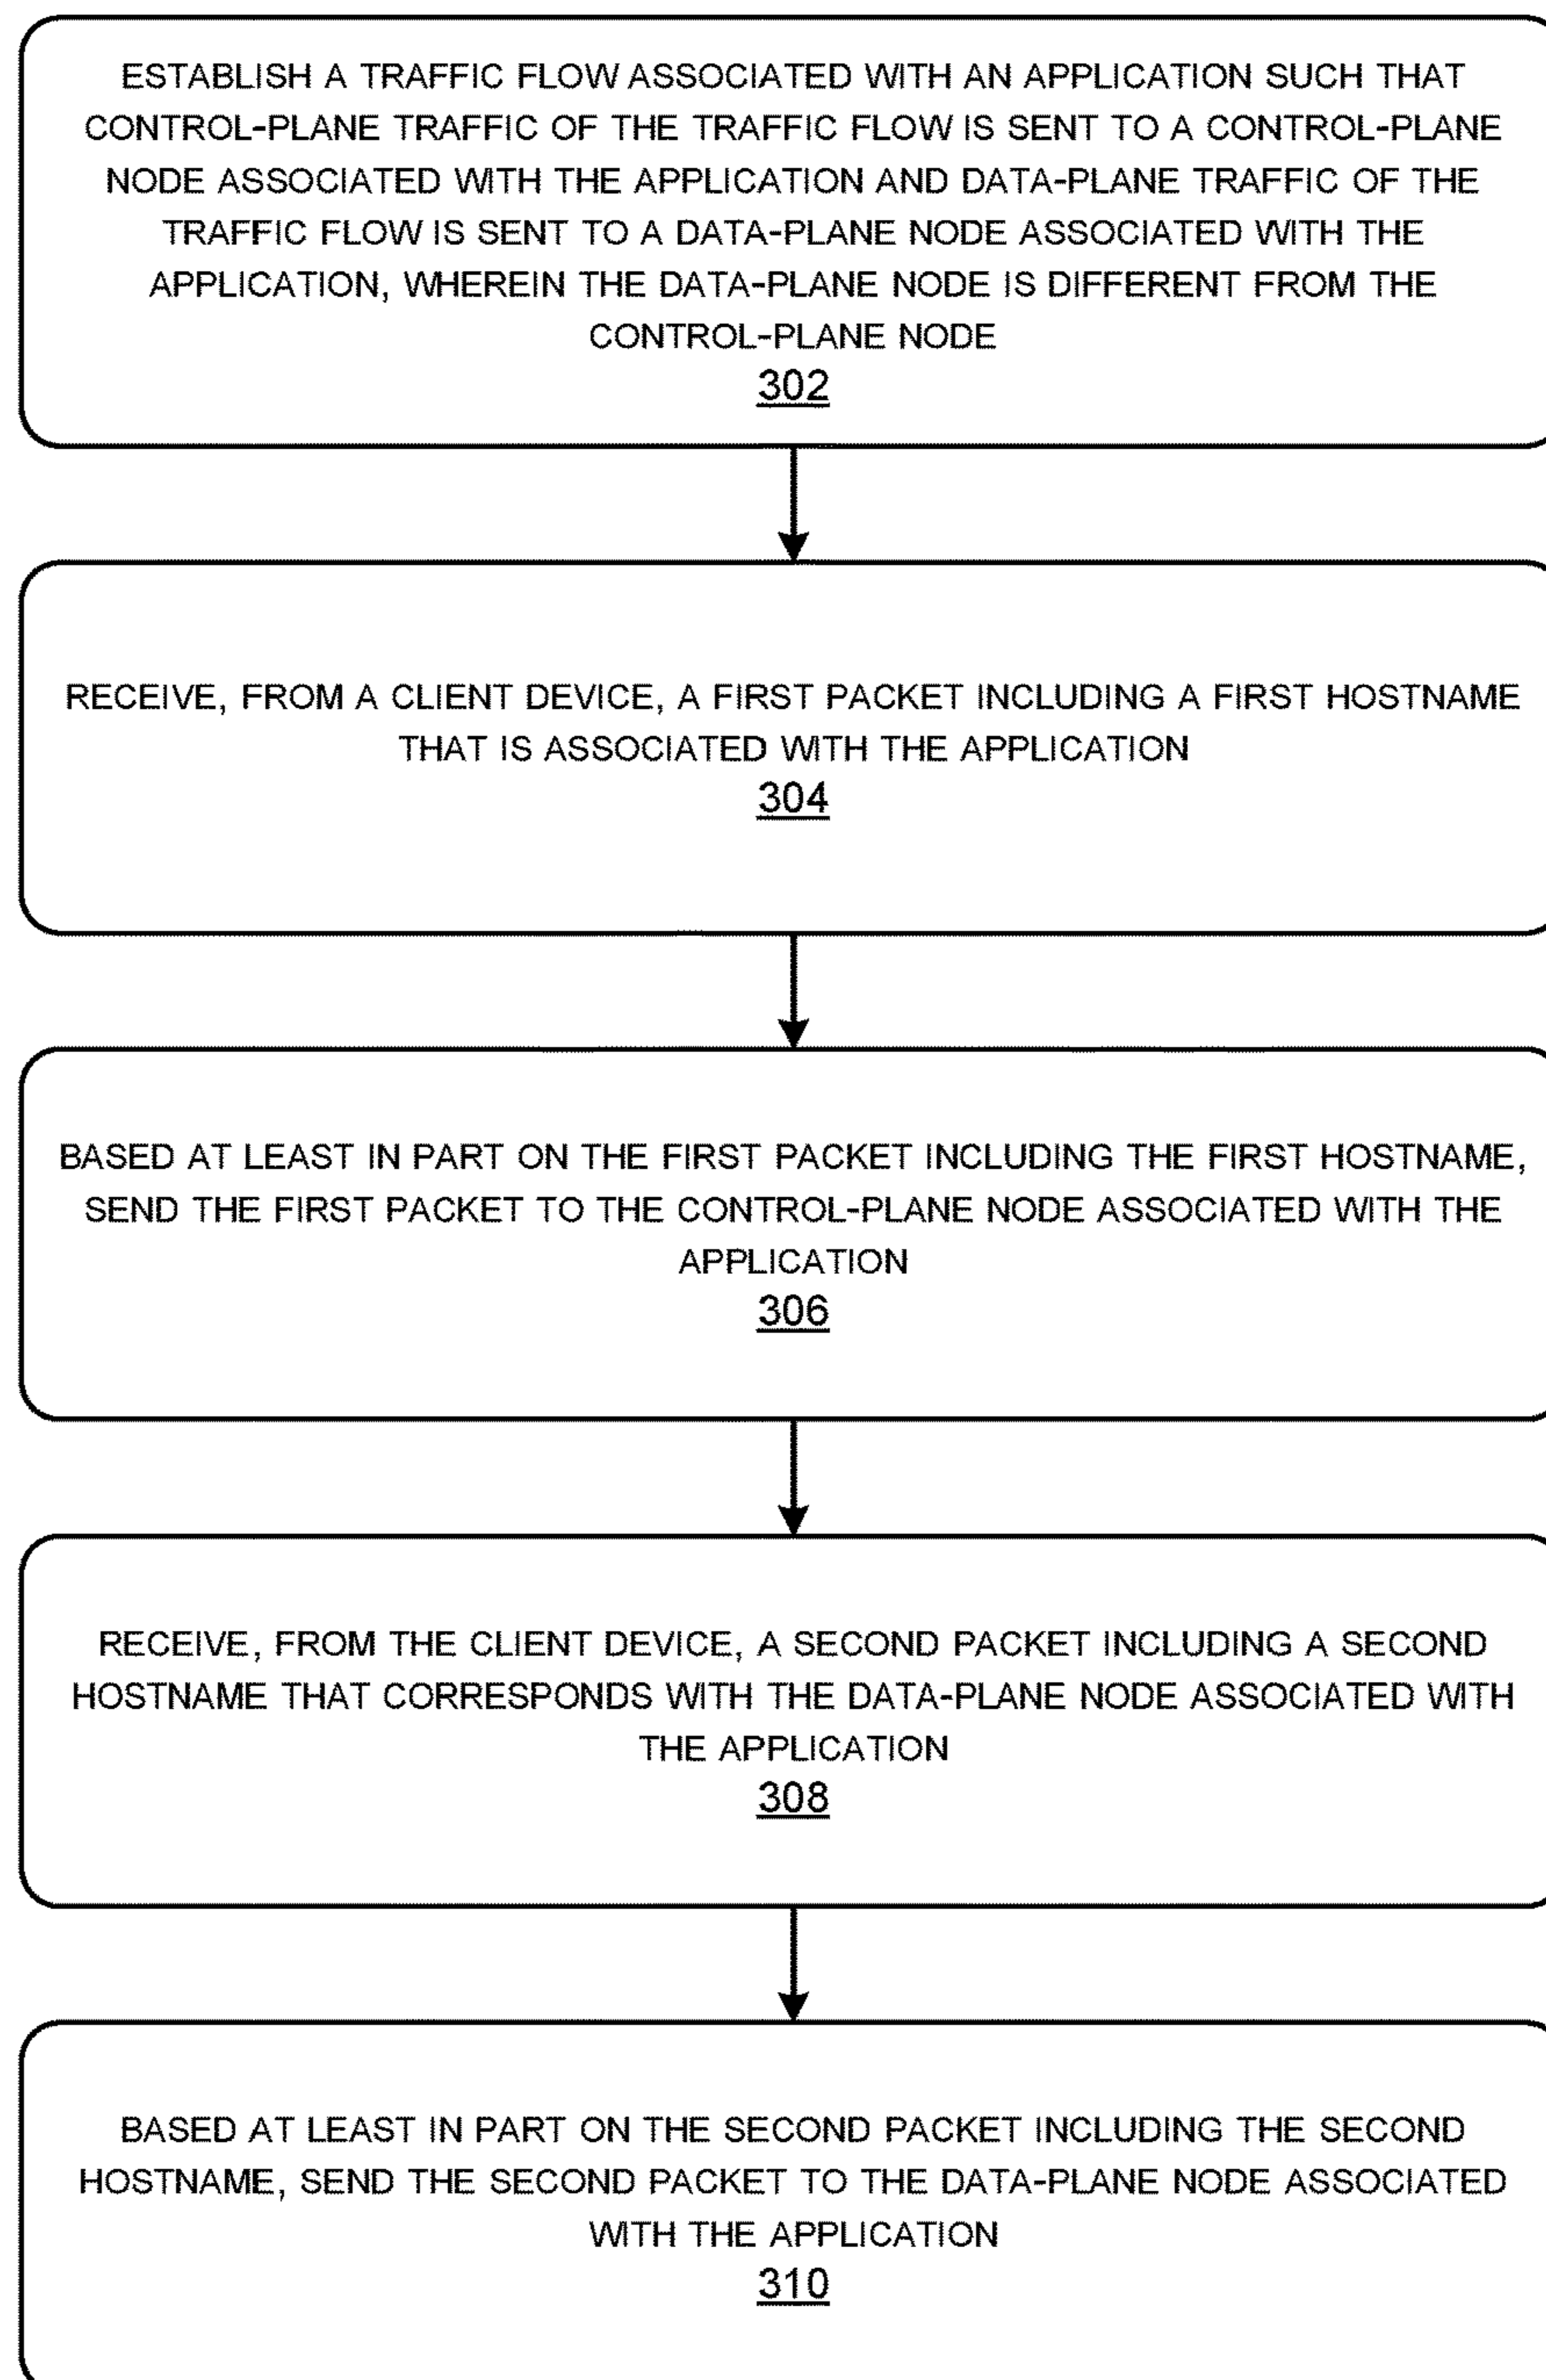 ESTABLISH A TRAFFIC FLOW ASSOCIATED WITH AN APPLICATION SUCH THAT
CONTROL-PLANE TRAFFIC OF THE TRAFFIC FLOW IS SENT TO A CONTROL-PLANE
NODE ASSOCIATED WITH THE APPLICATION AND DATA-PLANE TRAFFIC OF THE
TRAFFIC FLOW IS SENT TO A DATA-PLANE NODE ASSOCIATED WITH THE
APPLICATION, WHEREIN THE DATA-PLANE NODE IS DIFFERENT FROM THE
CONTROL-PLANE NODE
302
RECEIVE, FROM A CLIENT DEVICE, A FIRST PACKET INCLUDING A FIRST HOSTNAME
THAT IS ASSOCIATED WITH THE APPLICATION
304
BASED AT LEAST IN PART ON THE FIRST PACKET INCLUDING THE FIRST HOSTNAME,
SEND THE FIRST PACKET TO THE CONTROL-PLANE NODE ASSOCIATED WITH THE
APPLICATION
306
RECEIVE, FROM THE CLIENT DEVICE, A SECOND PACKET INCLUDING A SECOND
HOSTNAME THAT CORRESPONDS WITH THE DATA-PLANE NODE ASSOCIATED WITH
THE APPLICATION
308
BASED AT LEAST IN PART ON THE SECOND PACKET INCLUDING THE SECOND
HOSTNAME, SEND THE SECOND PACKET TO THE DATA-PLANE NODE ASSOCIATED
WITH THE APPLICATION
310